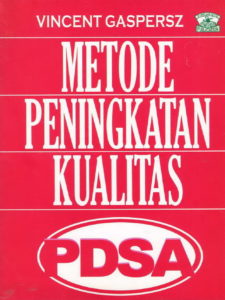 VINCENT GASPERSZ
METODE
PENINGKATAN
KUALITAS
PDSA